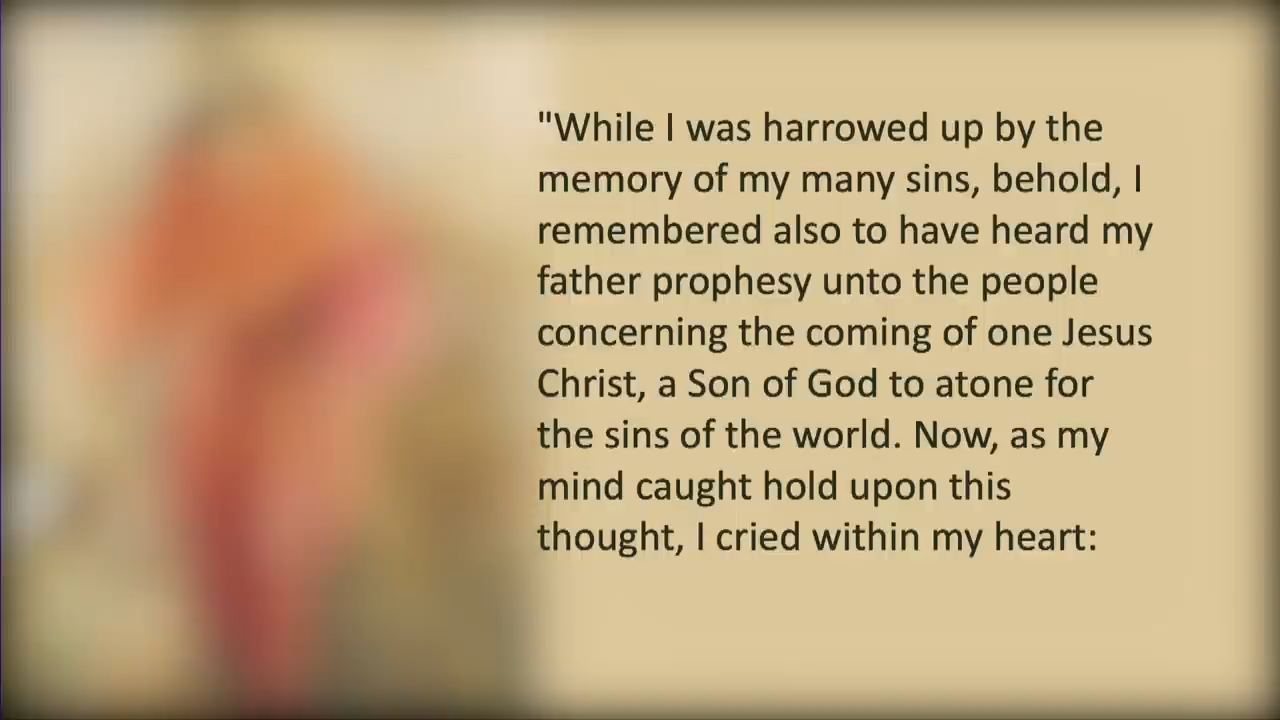 "While I was harrowed up by the
memory of my many sins, behold, I
remembered also to have heard my
father prophesy unto the people
concerning the coming of one Jesus
Christ, a Son of God to atone for
the sins of the world. Now, as my
mind caught hold upon this
thought, I cried within my heart: